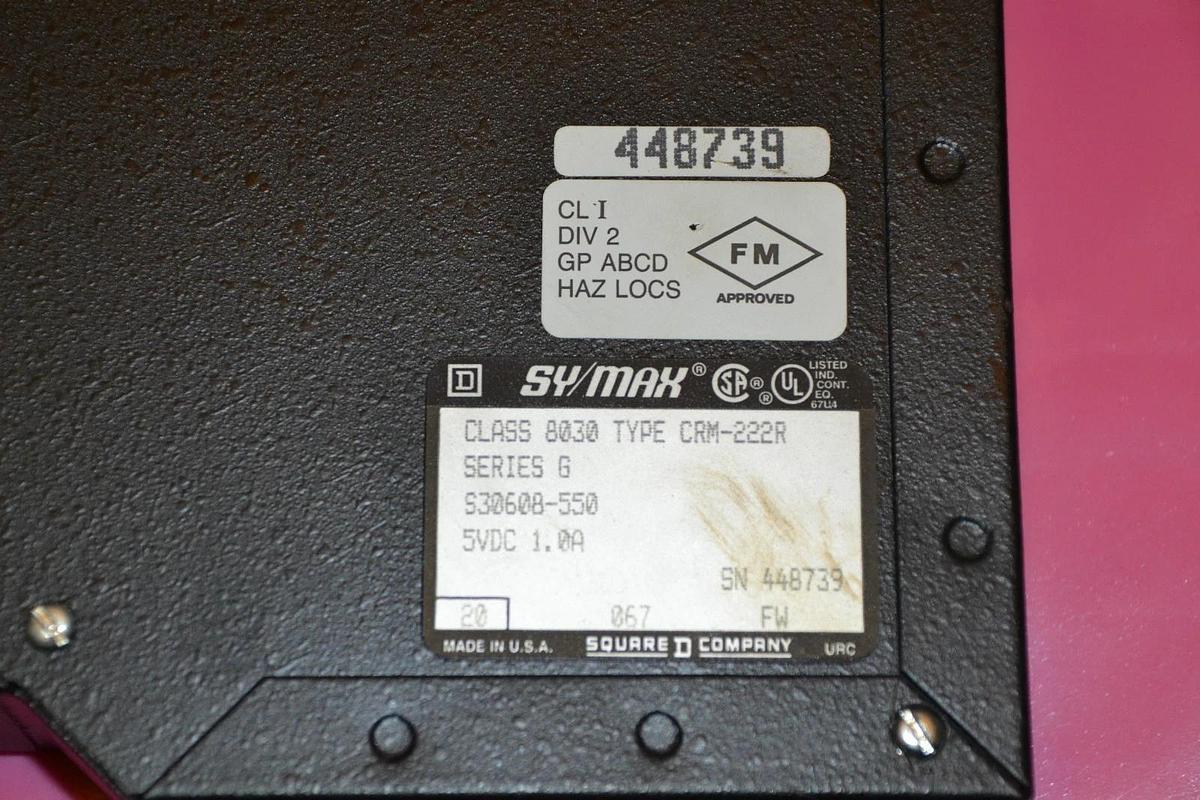 448739
CL I
DIV 2
GP ABCD
HAZ LOCS
FM
APPROVED
D SY/MAX® SA® ® UL LISTED
IND.
CONT.
EQ.
67U4
CLASS 8030 TYPE CRM-222R
SERIES G
S30608-550
5VDC 1.0A
SN 448739
20 067 FW
MADE IN U.S.A. SQUARE D COMPANY URC